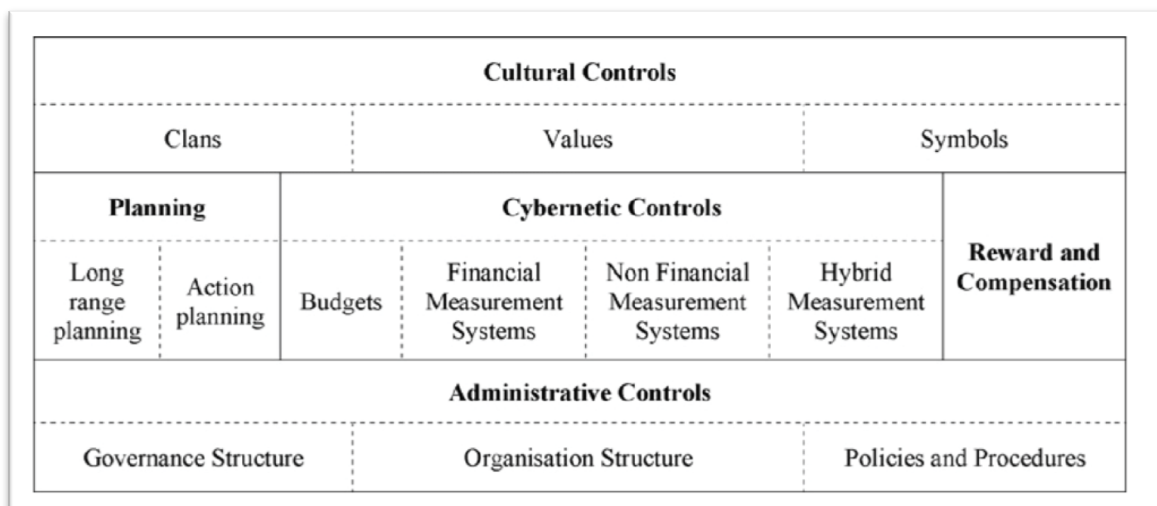 Cultural Controls
Clans
Values
Symbols
Planning
Cybernetic Controls
Reward and
Compensation
Long
range
planning
Action
planning
Budgets
Financial
Measurement
Systems
Non Financial
Measurement
Systems
Hybrid
Measurement
Systems
Administrative Controls
Governance Structure
Organisation Structure
Policies and Procedures